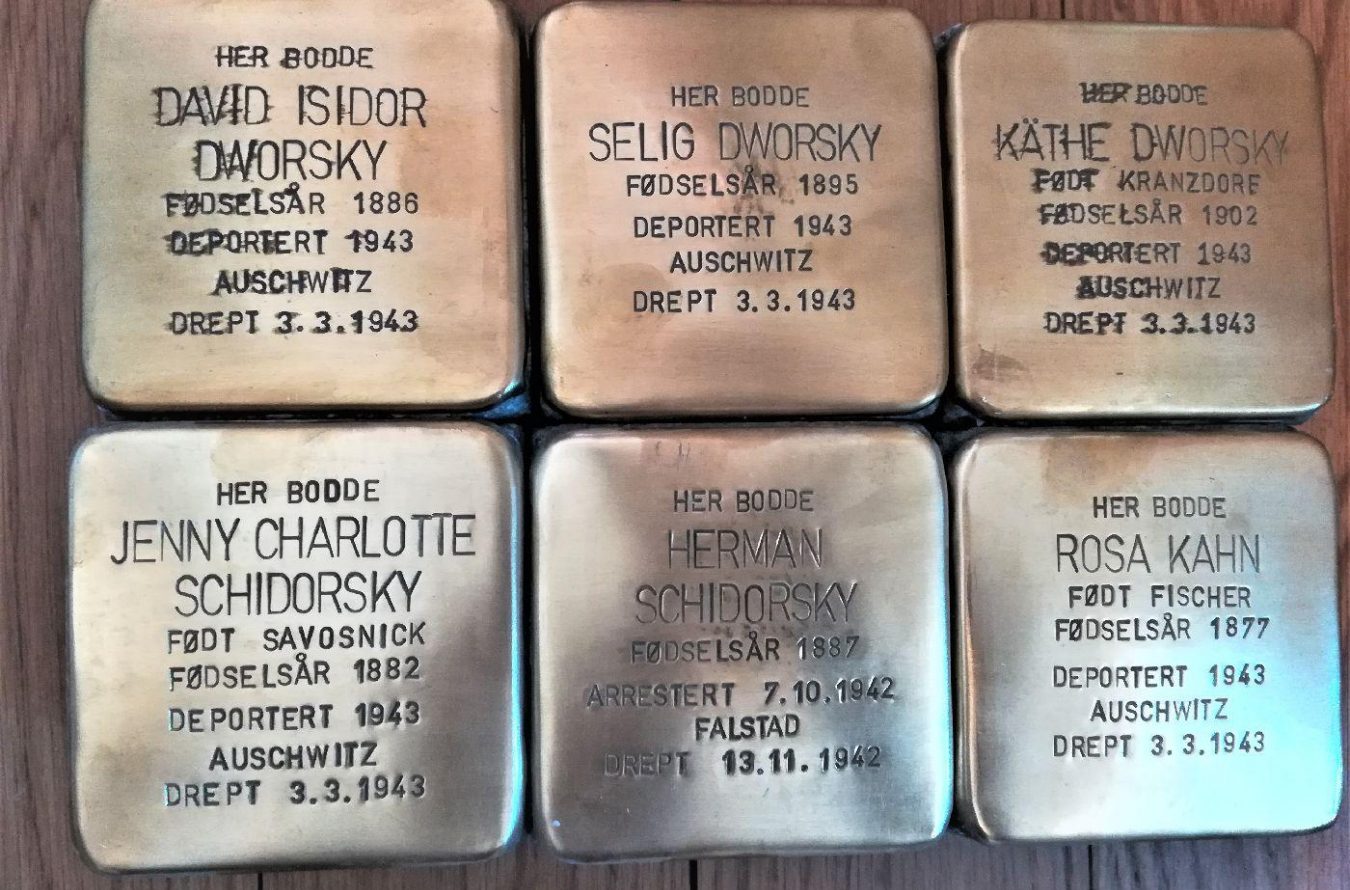 HER BODDE
DAVID ISIDOR
DWORSKY
FØDSELSÅR 1886
DEPORTERT 1943
AUSCHWITZ
DREPT 3.3.1943
HER BODDE
SELIG DWORSKY
FØDSELSÅR 1895
DEPORTERT 1943
AUSCHWITZ
DREPT 3.3.1943
HER BODDE
KÄTHE DWORSKY
FØDT KRANZDORF
FØDSELSÅR 1902
DEPORTERT 1943
AUSCHWITZ
DREPT 3.3.1943
HER BODDE
JENNY CHARLOTTE
SCHIDORSKY
FØDT SAVOSNICK
FØDSELSÅR 1882
DEPORTERT 1943
AUSCHWITZ
DREPT 3.3.1943
HER BODDE
HERMAN
SCHIDORSKY
FØDSELSÅR 1887
ARRESTERT 7.10.1942
FALSTAD
DREPT 13.11.1942
HER BODDE
ROSA KAHN
FØDT FISCHER
FØDSELSÅR 1877
DEPORTERT 1943
AUSCHWITZ
DREPT 3.3.1943